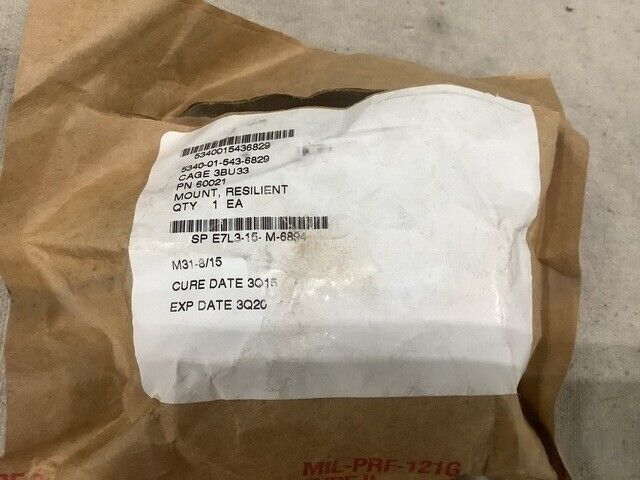 5340015436829
5340-01-543-6829
CAGE 3BU33
PN 60021
MOUNT, RESILIENT
QTY 1 EA
SP E7L3-15- M-6894
M31-8/15
CURE DATE 3Q15
EXP DATE 3Q20
MIL-PRF-121G